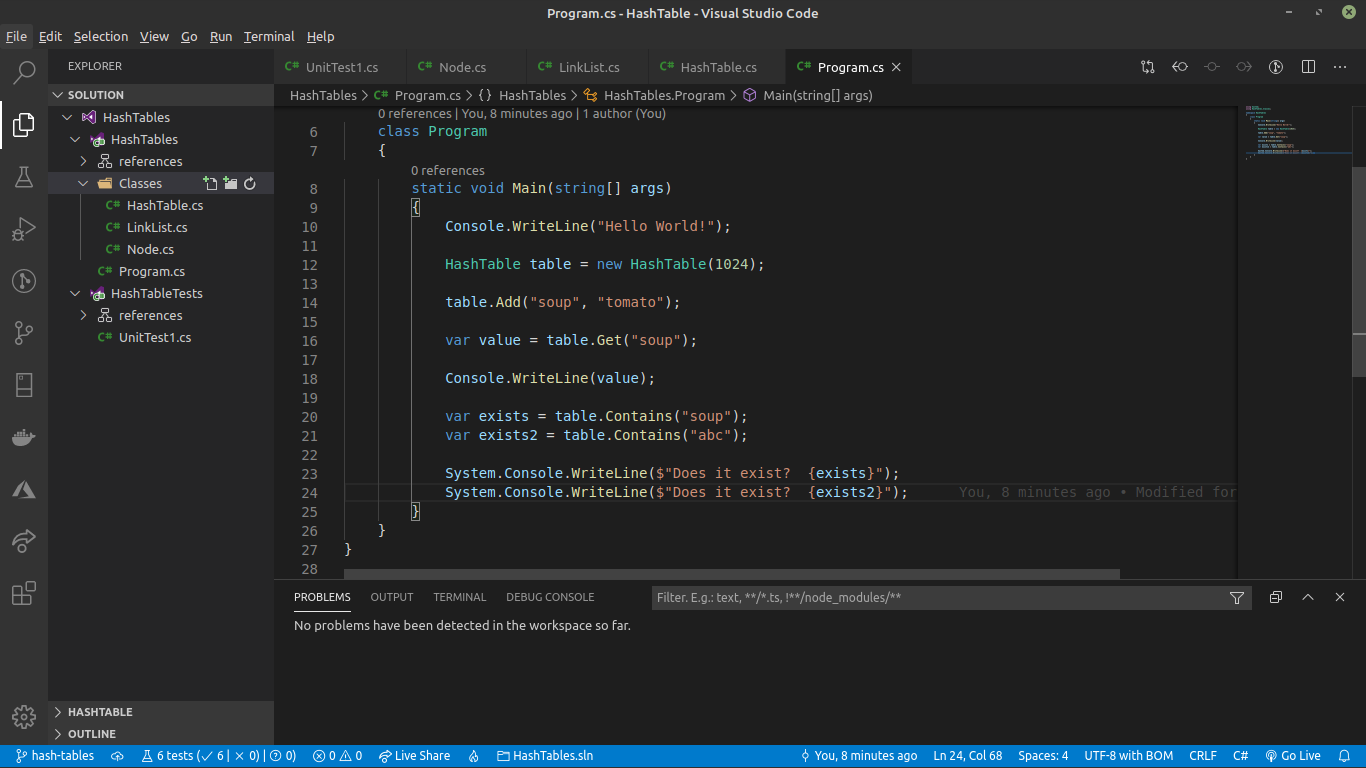 Program.cs - HashTable - Visual Studio Code
File Edit Selection View Go Run Terminal Help
EXPLORER
SOLUTION
HashTables
HashTables
references
Classes
HashTable.cs
LinkList.cs
Node.cs
Program.cs
HashTableTests
references
UnitTest1.cs
HASHTABLE
OUTLINE
UnitTest1.cs Node.cs LinkList.cs HashTable.cs Program.cs
HashTables > Program.cs > {} HashTables > HashTables.Program > Main(string[] args)
0 references | You, 8 minutes ago | 1 author (You)
6 class Program
7 {
0 references
8 static void Main(string[] args)
9 {
10 Console.WriteLine("Hello World!");
11
12 HashTable table = new HashTable(1024);
13
14 table.Add("soup", "tomato");
15
16 var value = table.Get("soup");
17
18 Console.WriteLine(value);
19
20 var exists = table.Contains("soup");
21 var exists2 = table.Contains("abc");
22
23 System.Console.WriteLine($"Does it exist?  {exists}");
24 System.Console.WriteLine($"Does it exist?  {exists2}"); You, 8 minutes ago • Modified for
25 }
26 }
27 }
28
PROBLEMS OUTPUT TERMINAL DEBUG CONSOLE Filter. E.g.: text, **/*.ts, !**/node_modules/**
No problems have been detected in the workspace so far.
hash-tables 6 tests (✓ 6 | × 0) | ? 0) 0 0 Live Share HashTables.sln You, 8 minutes ago Ln 24, Col 68 Spaces: 4 UTF-8 with BOM CRLF C# Go Live